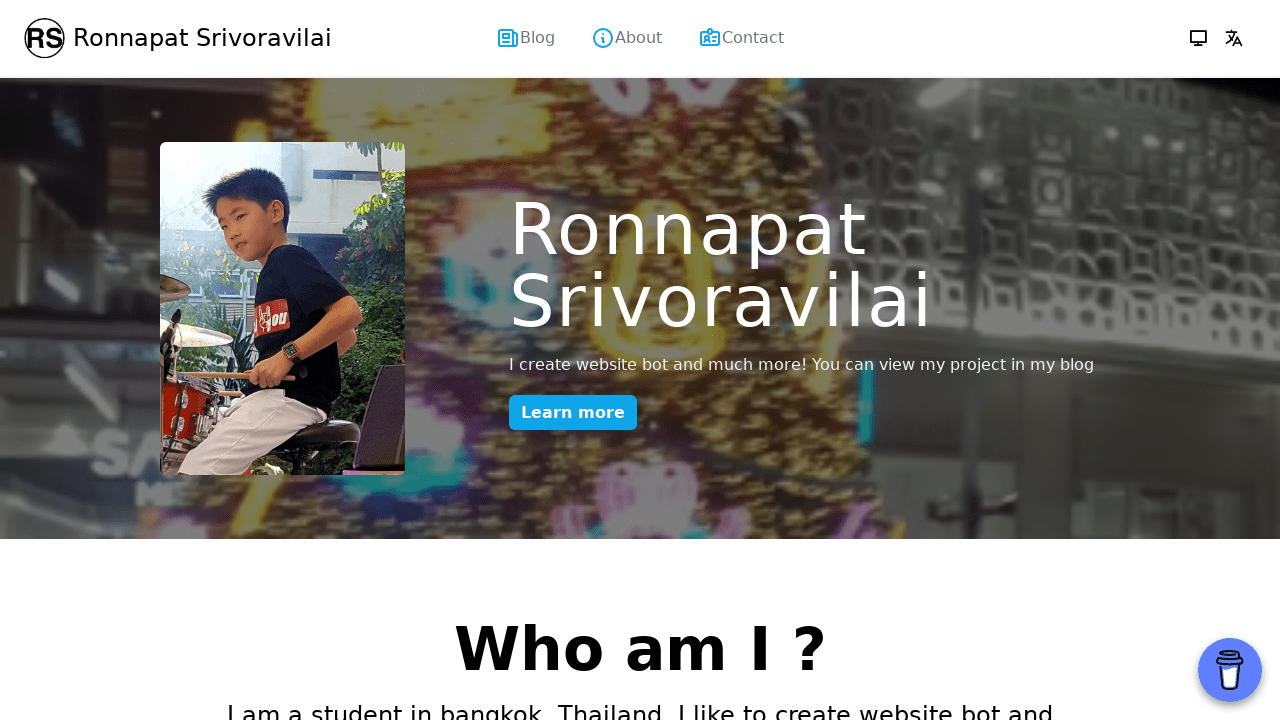 RS Ronnapat Srivoravilai
Blog
About
Contact
Ronnapat
Srivoravilai
I create website bot and much more! You can view my project in my blog
Learn more
Who am I ?
I am a student in bangkok, Thailand. I like to create website bot and